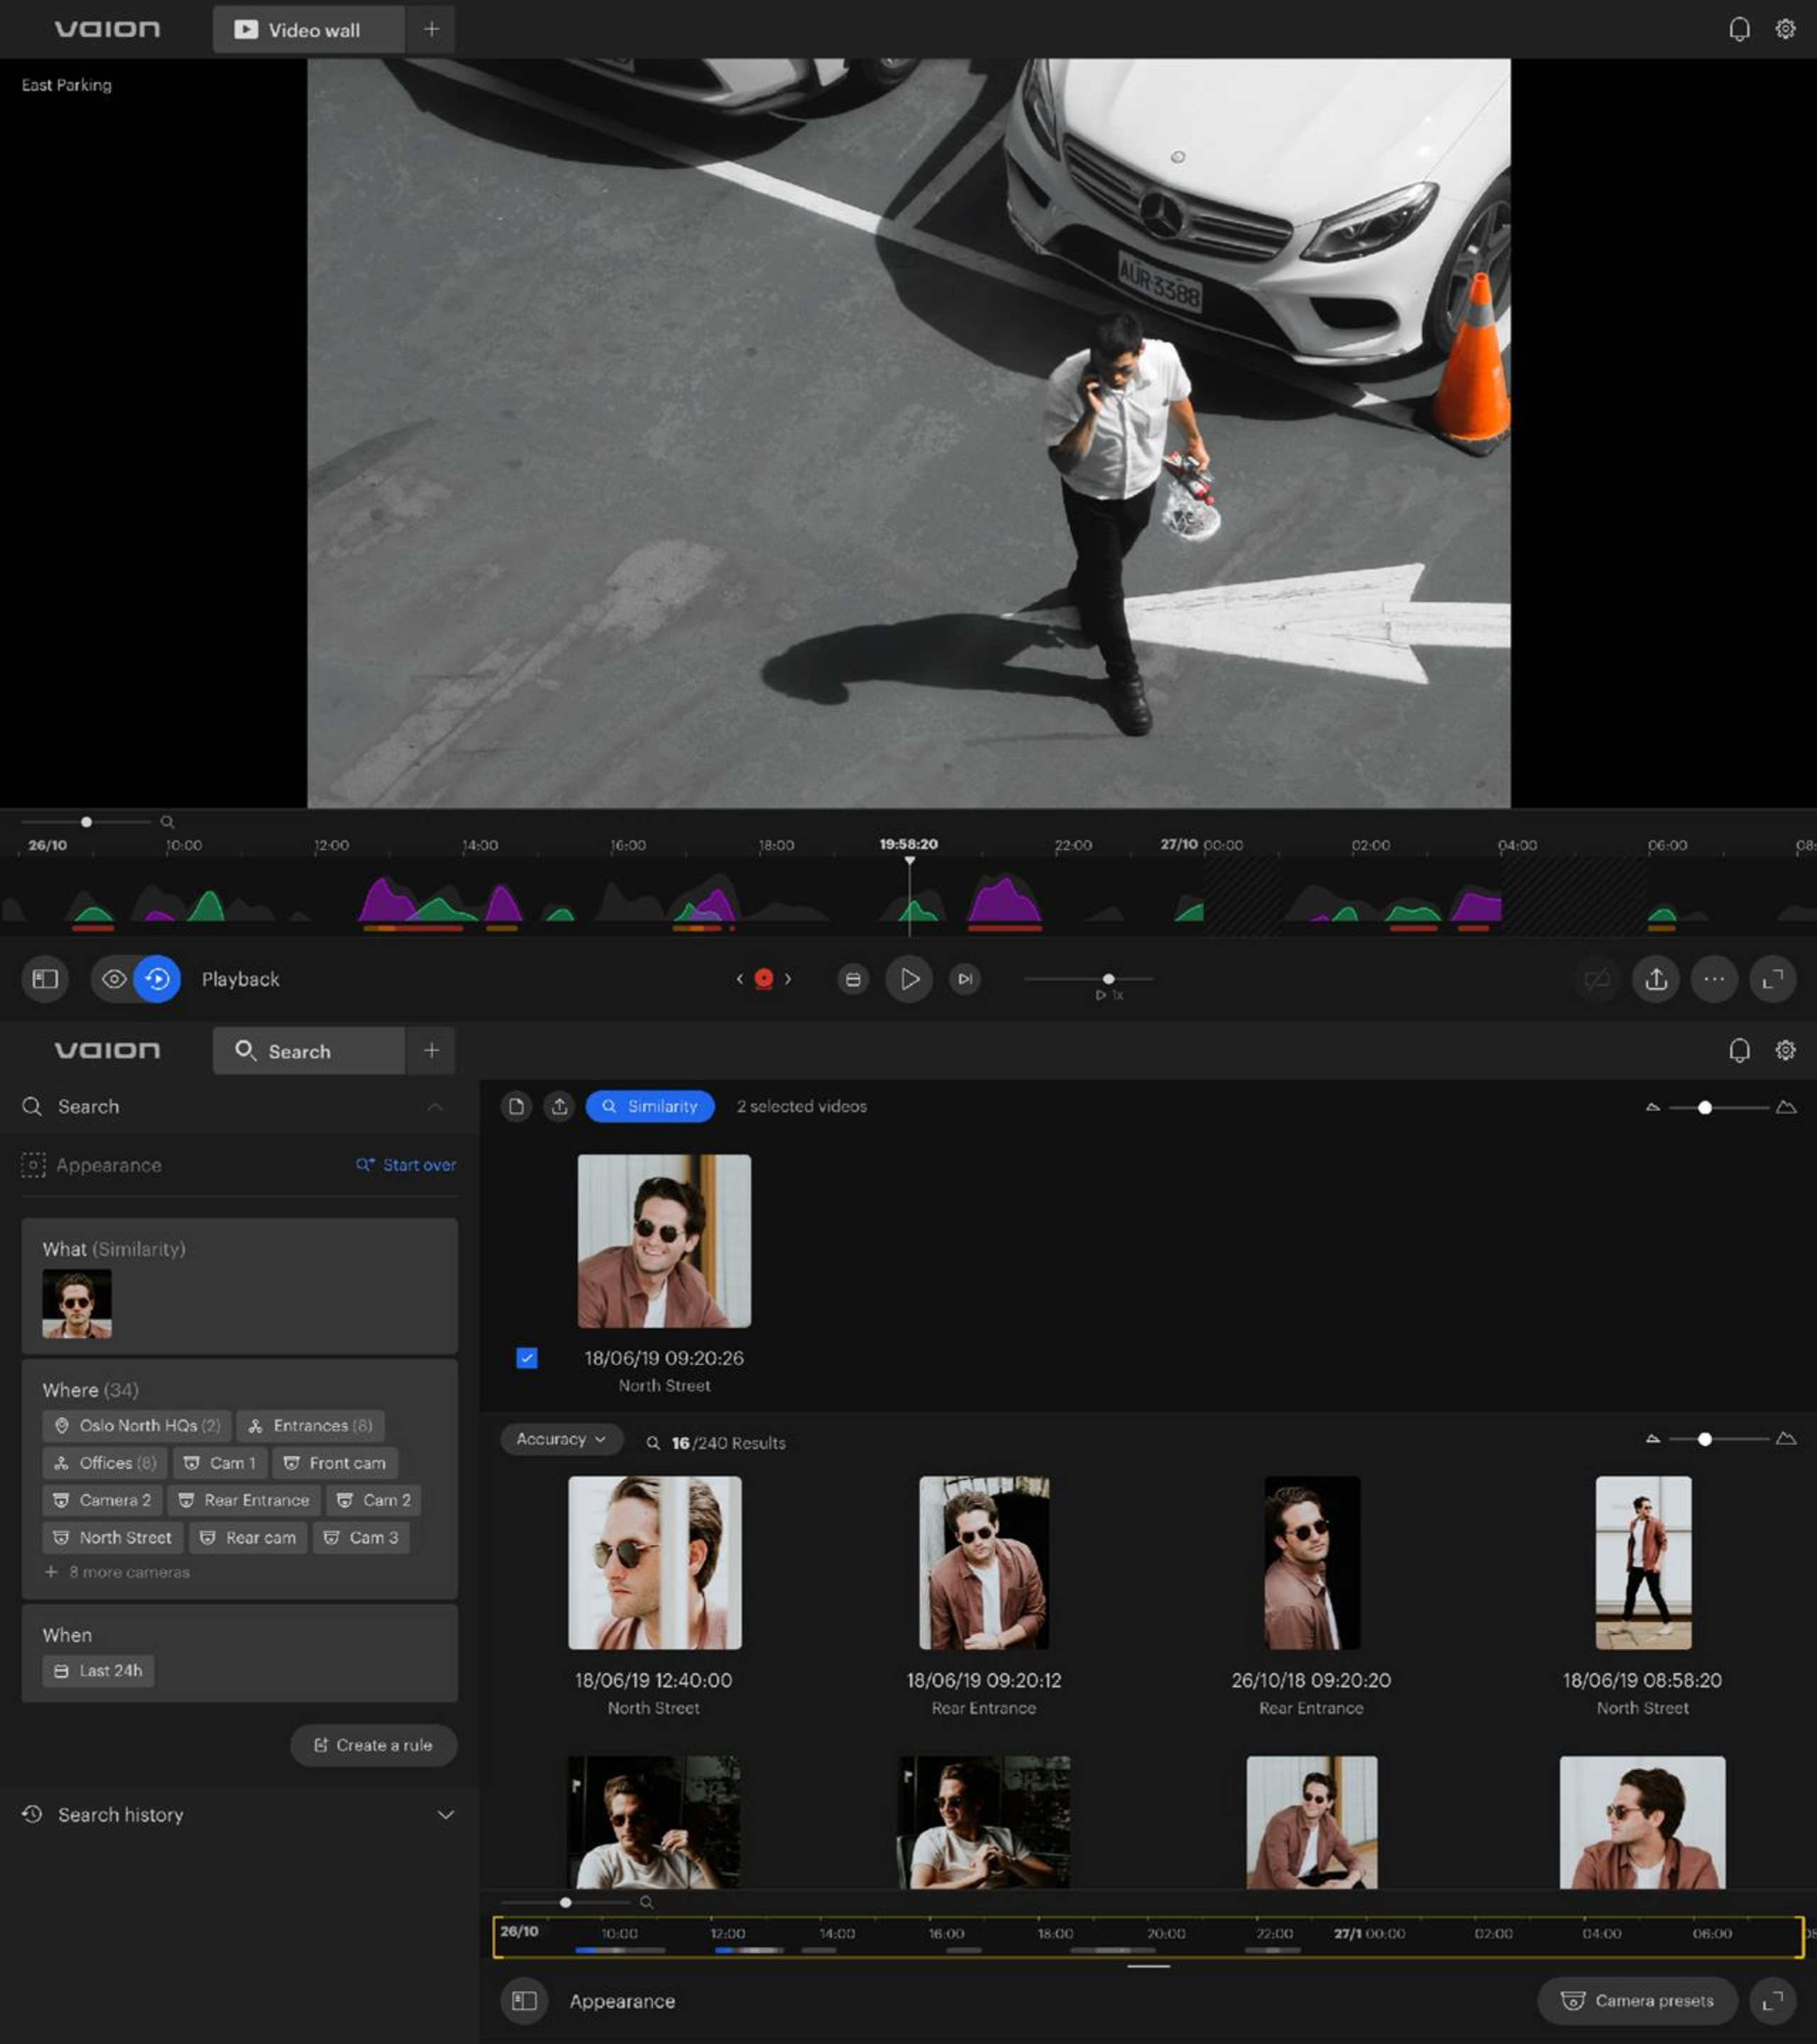 vaion
Video wall
East Parking
AUR-3388
26/10 10:00 12:00 14:00 16:00 18:00 19:58:20 22:00 27/10 00:00 02:00 04:00 06:00 08:
Playback
1x
vaion
Search
Search
Similarity
2 selected videos
Appearance
Start over
What (Similarity)
18/06/19 09:20:26
North Street
Where (34)
Oslo North HQs (2)
Entrances (8)
Offices (8)
Cam 1
Front cam
Camera 2
Rear Entrance
Cam 2
North Street
Rear cam
Cam 3
+ 8 more cameras
When
Last 24h
Create a rule
Search history
Accuracy
16/240 Results
18/06/19 12:40:00
North Street
18/06/19 09:20:12
Rear Entrance
26/10/18 09:20:20
Rear Entrance
18/06/19 08:58:20
North Street
26/10 10:00 12:00 14:00 16:00 18:00 20:00 22:00 27/1 00:00 02:00 04:00 06:00
Appearance
Camera presets